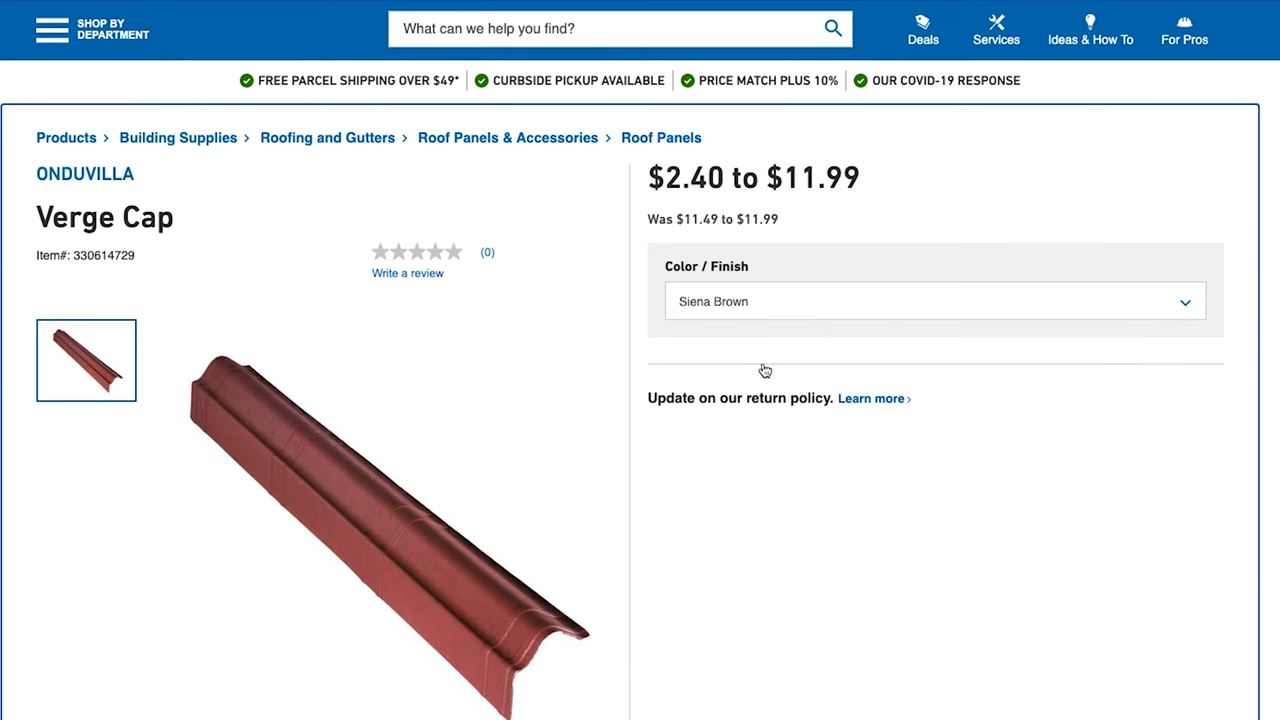 SHOP BY
DEPARTMENT
What can we help you find?
Deals
Services
Ideas & How To
For Pros
FREE PARCEL SHIPPING OVER $49*
CURBSIDE PICKUP AVAILABLE
PRICE MATCH PLUS 10%
OUR COVID-19 RESPONSE
Products › Building Supplies › Roofing and Gutters › Roof Panels & Accessories › Roof Panels
ONDUVILLA
Verge Cap
Item#: 330614729
(0)
Write a review
$2.40 to $11.99
Was $11.49 to $11.99
Color / Finish
Siena Brown
Update on our return policy. Learn more ›